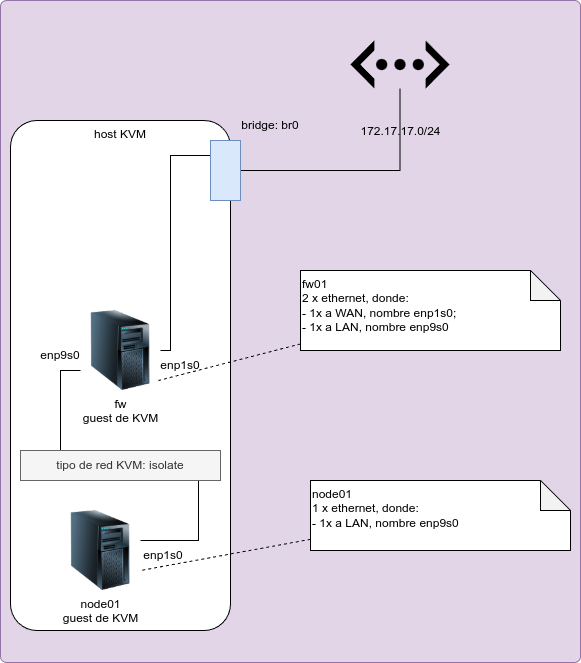 bridge: br0
host KVM
172.17.17.0/24
fw01
2 x ethernet, donde:
- 1x a WAN, nombre enp1s0;
- 1x a LAN, nombre enp9s0
enp9s0
enp1s0
fw
guest de KVM
tipo de red KVM: isolate
node01
1 x ethernet, donde:
- 1x a LAN, nombre enp9s0
enp1s0
node01
guest de KVM